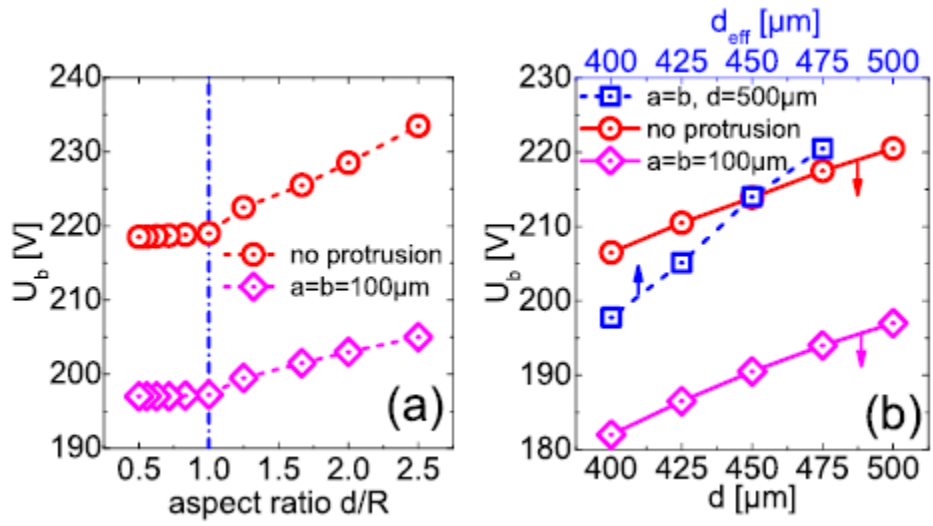 240
230
220
210
200
190
U_b [V]
no protrusion
a=b=100μm
(a)
0.5 1.0 1.5 2.0 2.5
aspect ratio d/R
d_eff [μm]
400 425 450 475 500
230
220
210
200
190
180
U_b [V]
a=b, d=500μm
no protrusion
a=b=100μm
(b)
400 425 450 475 500
d [μm]